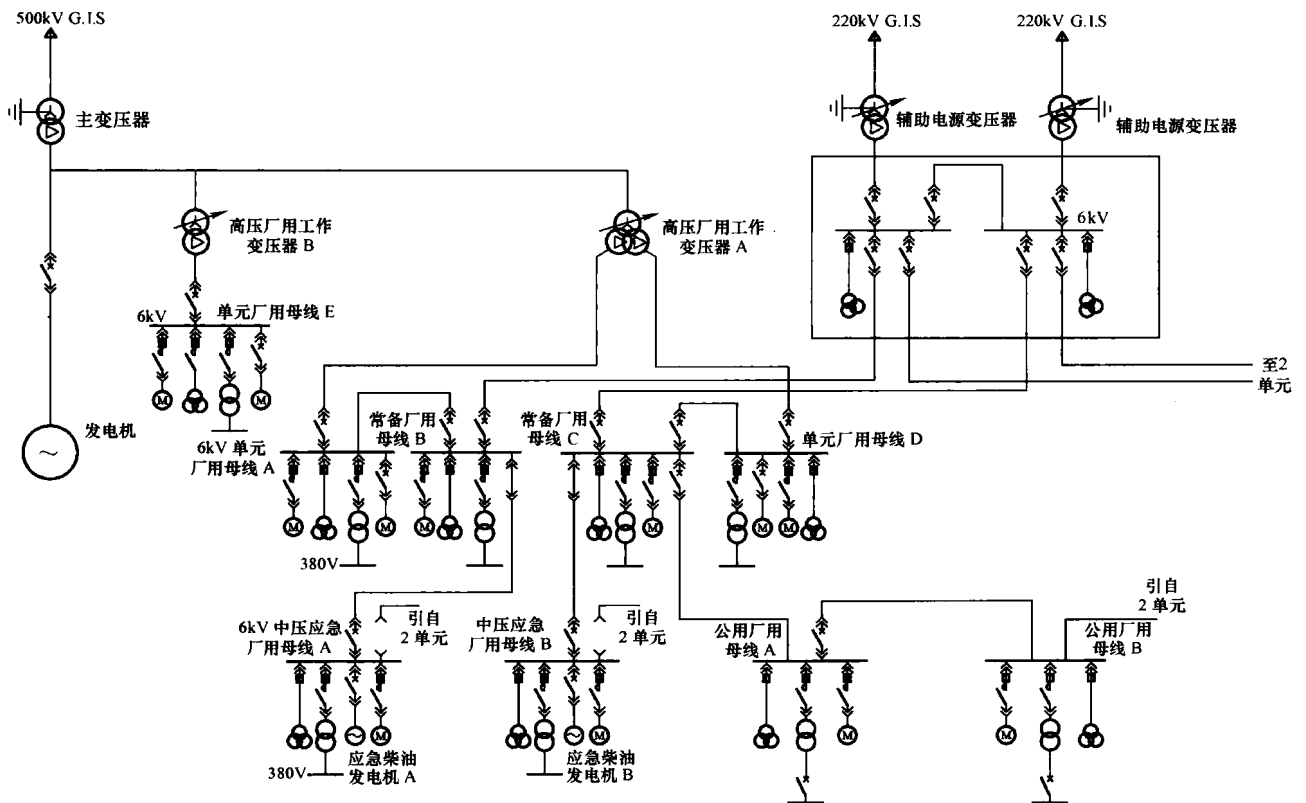 500kV G.I.S
220kV G.I.S
220kV G.I.S
主变压器
辅助电源变压器
辅助电源变压器
高压厂用工作
变压器 B
高压厂用工作
变压器 A
6kV
6kV
单元厂用母线 E
至2
单元
M
M
发电机
~
6kV 单元
厂用母线 A
常备厂用
母线 B
常备厂用
母线 C
单元厂用母线 D
M
M
M
M
M
M
M
380V
6kV 中压应急
厂用母线 A
引自
2 单元
中压应急
厂用母线 B
引自
2 单元
公用厂用
母线 A
引自
2 单元
公用厂用
母线 B
~
M
~
M
M
M
380V
应急柴油
发电机 A
应急柴油
发电机 B